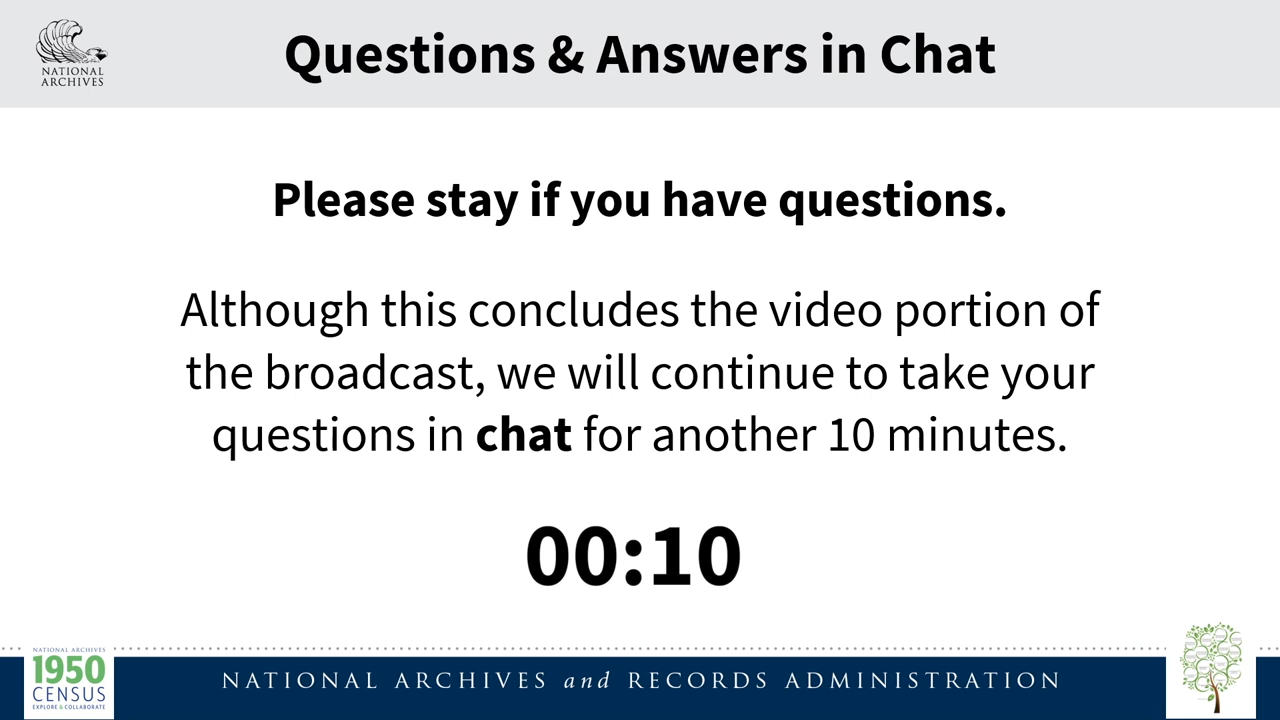 NATIONAL
ARCHIVES
Questions & Answers in Chat
Please stay if you have questions.
Although this concludes the video portion of
the broadcast, we will continue to take your
questions in chat for another 10 minutes.
00:10
NATIONAL ARCHIVES
1950
CENSUS
EXPLORE & COLLABORATE
NATIONAL ARCHIVES and RECORDS ADMINISTRATION